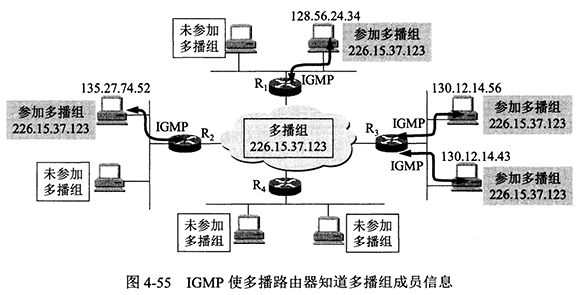 128.56.24.34
未参加
多播组
参加多播组
226.15.37.123
R1
IGMP
135.27.74.52
参加多播组
226.15.37.123
IGMP
R2
多播组
226.15.37.123
130.12.14.56
R3
IGMP
参加多播组
226.15.37.123
IGMP
130.12.14.43
参加多播组
226.15.37.123
未参加
多播组
R4
未参加
多播组
未参加
多播组
图 4-55 IGMP 使多播路由器知道多播组成员信息